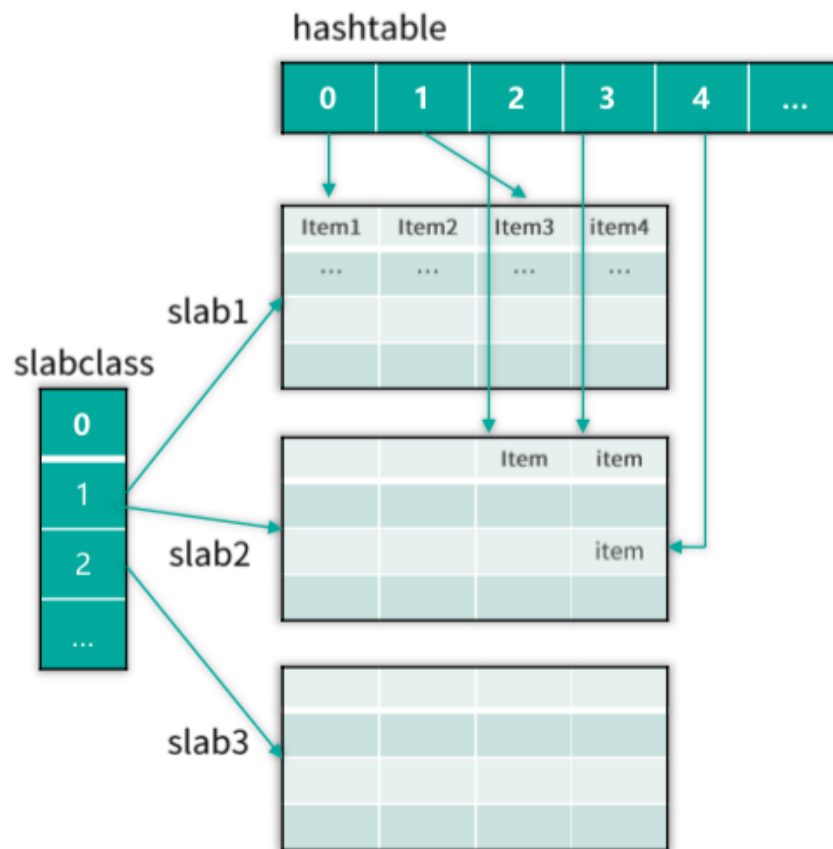 hashtable
0 1 2 3 4 ...
Item1 Item2 Item3 item4
... ... ... ...
slab1
slabclass
0
1
2
...
Item item
item
slab2
slab3